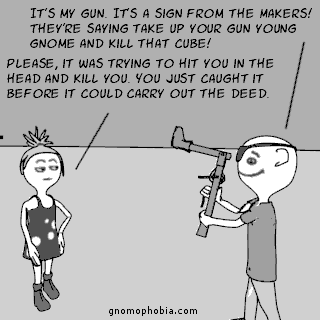 IT'S MY GUN. IT'S A SIGN FROM THE MAKERS!
THEY'RE SAYING TAKE UP YOUR GUN YOUNG
GNOME AND KILL THAT CUBE!
PLEASE, IT WAS TRYING TO HIT YOU IN THE
HEAD AND KILL YOU. YOU JUST CAUGHT IT
BEFORE IT COULD CARRY OUT THE DEED.
gnomophobia.com